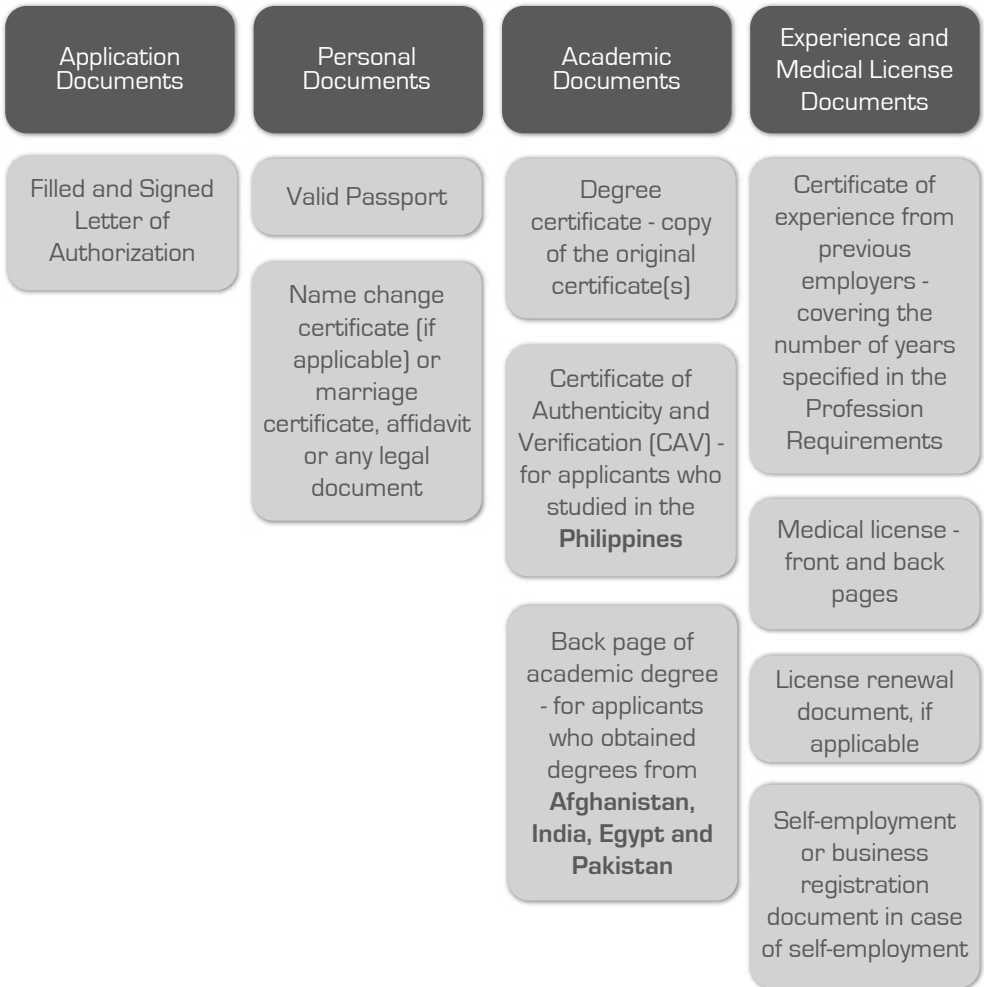 Application
Documents
Filled and Signed
Letter of
Authorization
Personal
Documents
Valid Passport
Name change
certificate (if
applicable) or
marriage
certificate, affidavit
or any legal
document
Academic
Documents
Degree
certificate - copy
of the original
certificate(s)
Certificate of
Authenticity and
Verification (CAV) -
for applicants who
studied in the
Philippines
Back page of
academic degree
- for applicants
who obtained
degrees from
Afghanistan,
India, Egypt and
Pakistan
Experience and
Medical License
Documents
Certificate of
experience from
previous
employers -
covering the
number of years
specified in the
Profession
Requirements
Medical license -
front and back
pages
License renewal
document, if
applicable
Self-employment
or business
registration
document in case
of self-employment